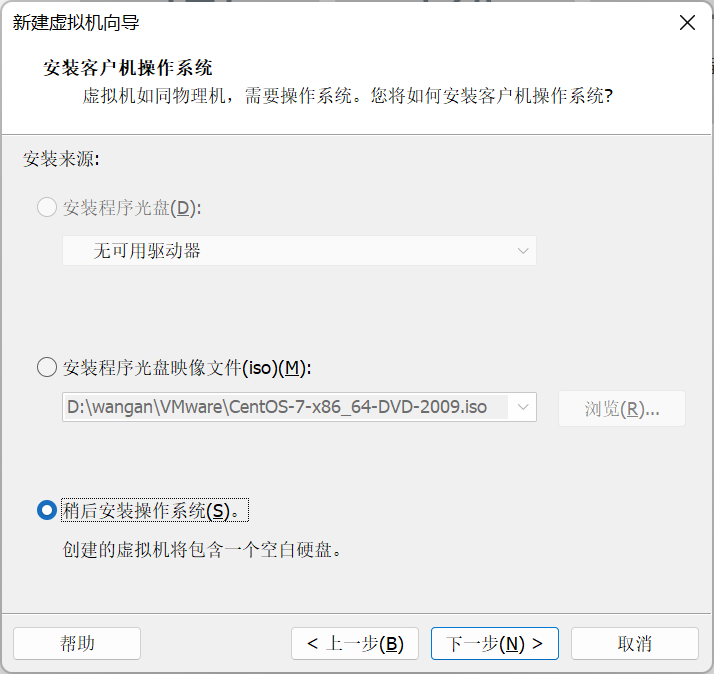 新建虚拟机向导
安装客户机操作系统
虚拟机如同物理机，需要操作系统。您将如何安装客户机操作系统?
安装来源:
安装程序光盘(D):
无可用驱动器
安装程序光盘映像文件(iso)(M):
D:\wangan\VMware\CentOS-7-x86_64-DVD-2009.iso
浏览(R)...
稍后安装操作系统(S)。
创建的虚拟机将包含一个空白硬盘。
帮助
< 上一步(B)
下一步(N) >
取消